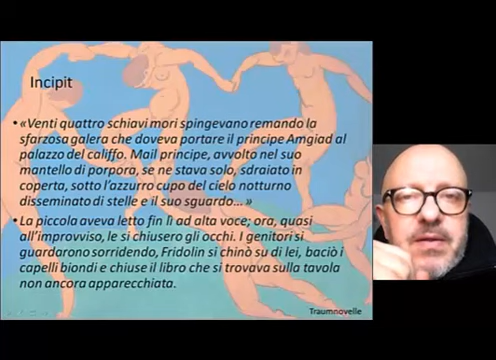 Incipit
• «Venti quattro schiavi mori spingevano remando la
sfarzosa galera che doveva portare il principe Amgiad al
palazzo del califfo. Mail principe, avvolto nel suo
mantello di porpora, se ne stava solo, sdraiato in
coperta, sotto l'azzurro cupo del cielo notturno
disseminato di stelle e il suo sguardo...»
• La piccola aveva letto fin lì ad alta voce; ora, quasi
all'improvviso, le si chiusero gli occhi. I genitori si
guardarono sorridendo, Fridolin si chinò su di lei, baciò i
capelli biondi e chiuse il libro che si trovava sulla tavola
non ancora apparecchiata.
Traumnovelle